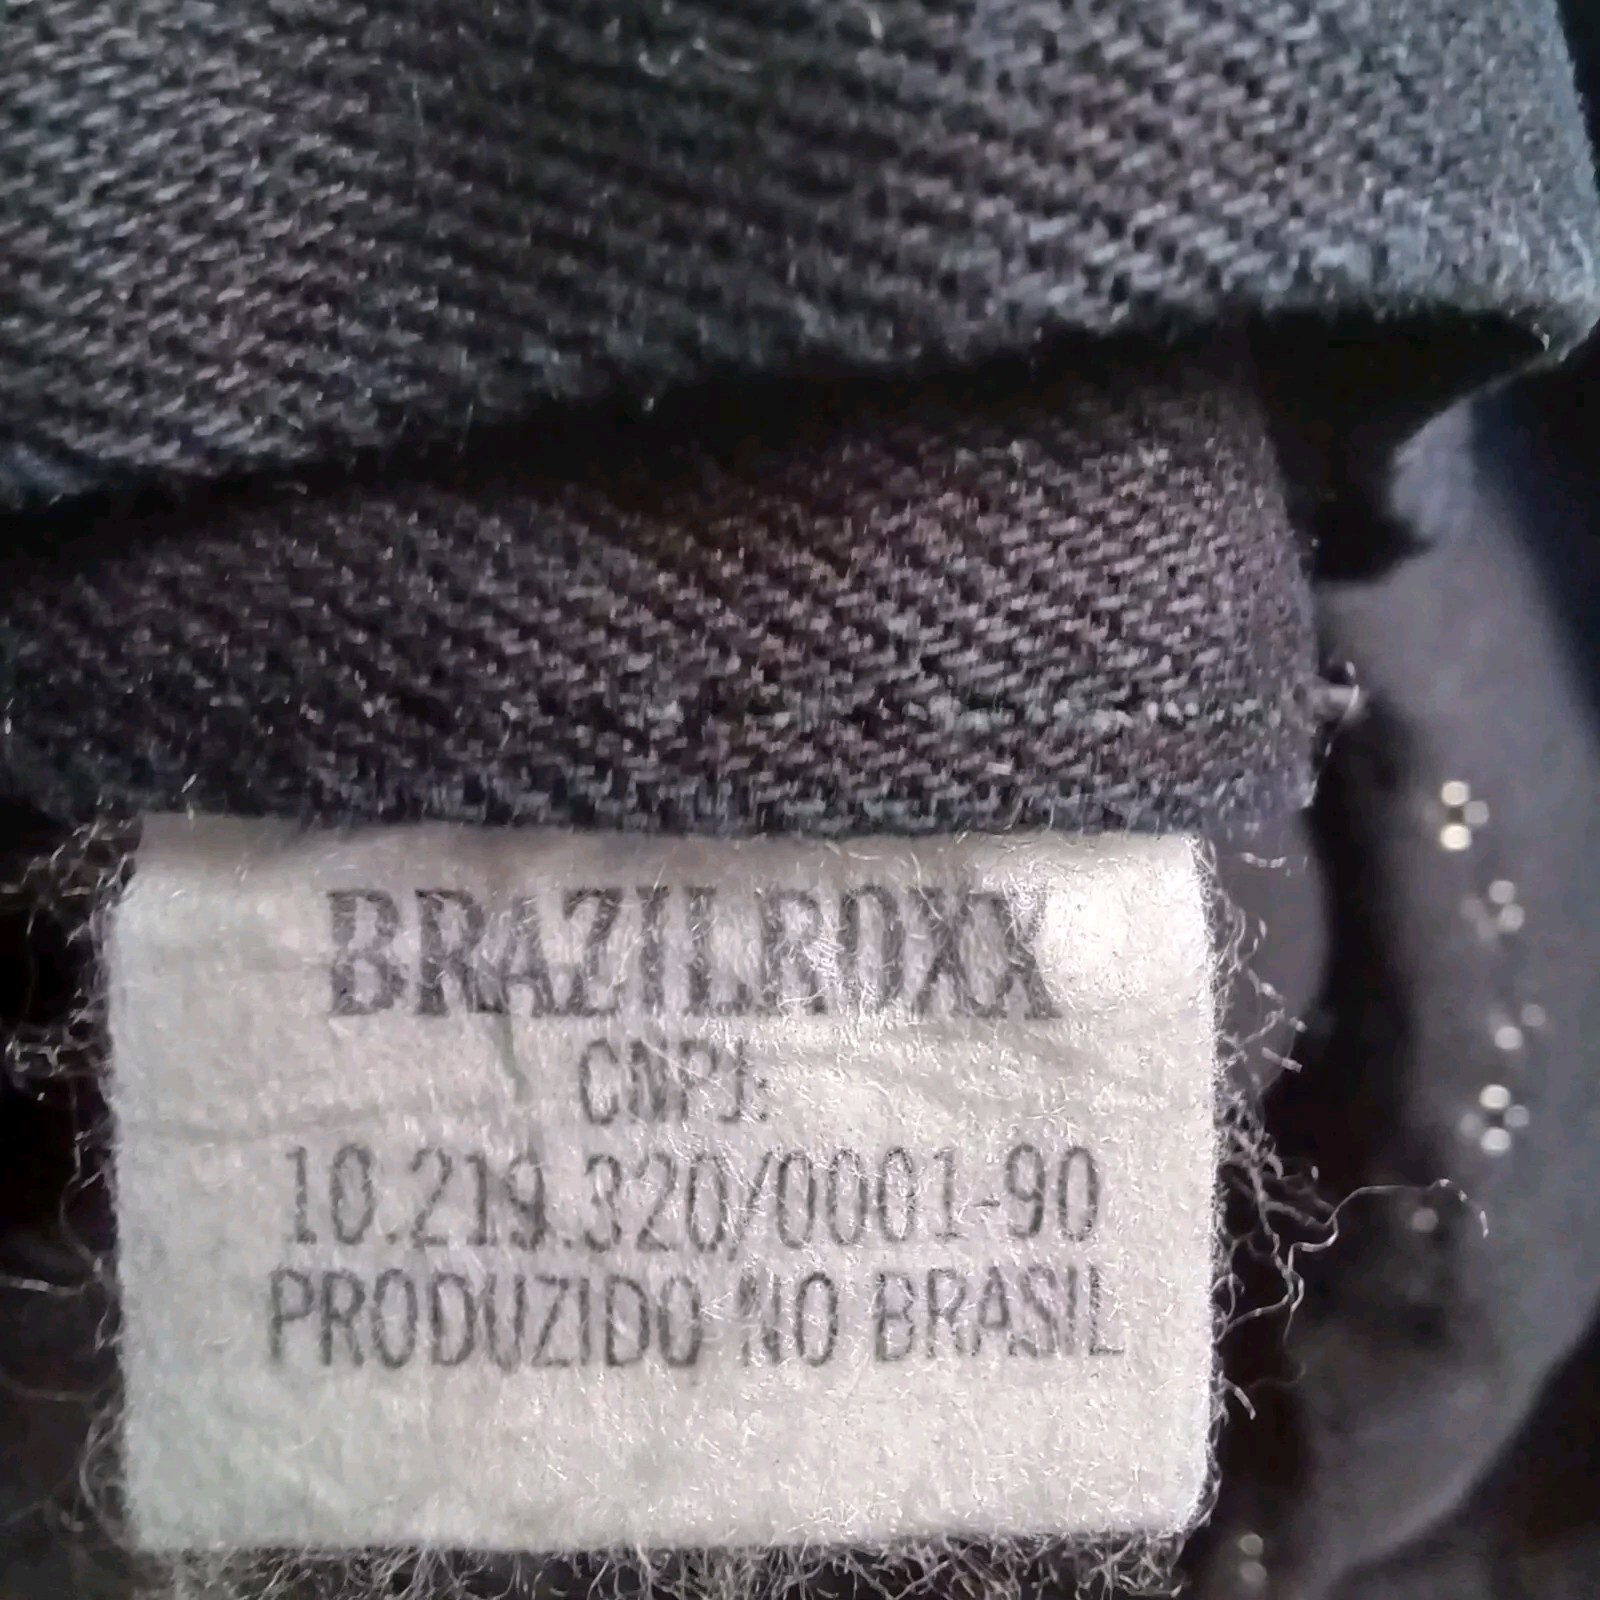 BRAZILROXX
CNPJ:
10.219.320/0001-90
PRODUZIDO NO BRASIL